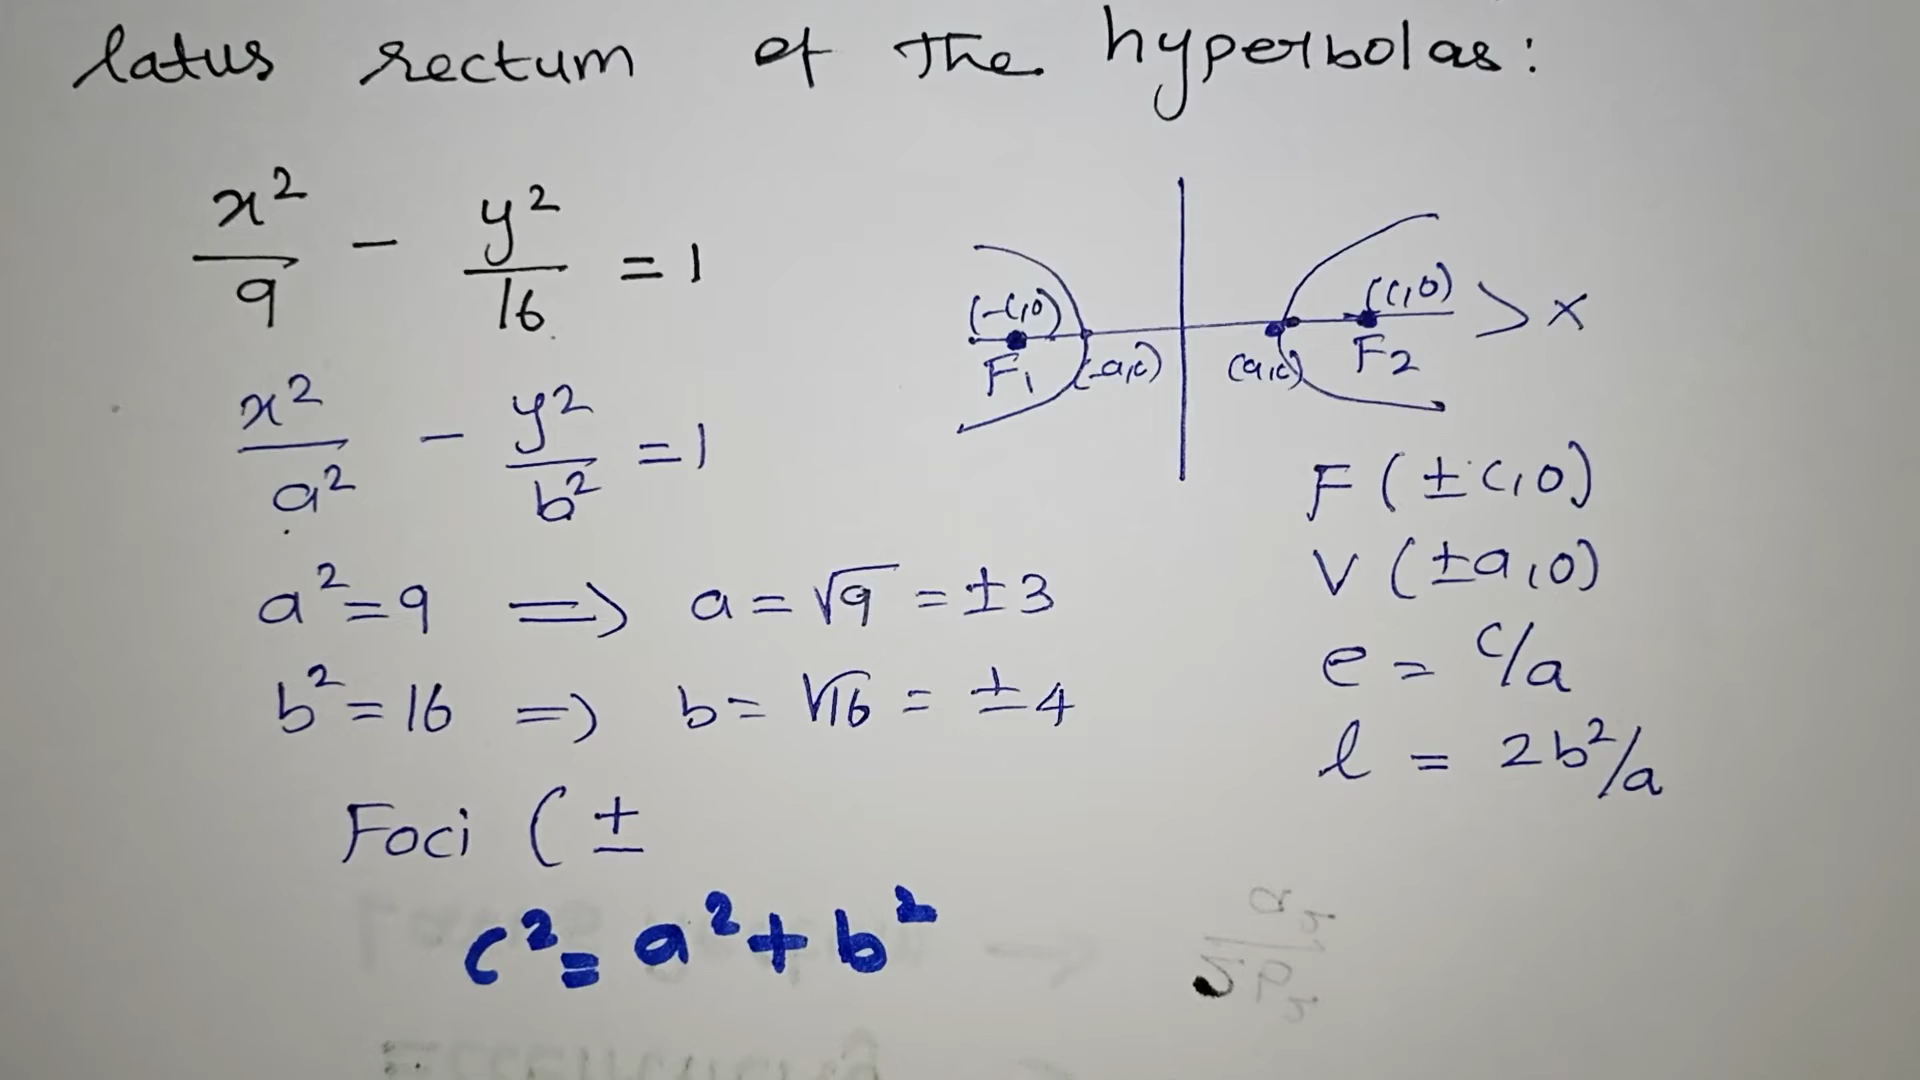 latus rectum of the hyperbolas:
x²/9 - y²/16 = 1
x²/a² - y²/b² = 1
a² = 9 => a = √9 = ±3
b² = 16 => b = √16 = ±4
Foci ( ±
c² = a² + b²
(-c,0) (c,0) > x
F1 (-a,0) (a,0) F2
F (±c,0)
V (±a,0)
e = c/a
l = 2b²/a